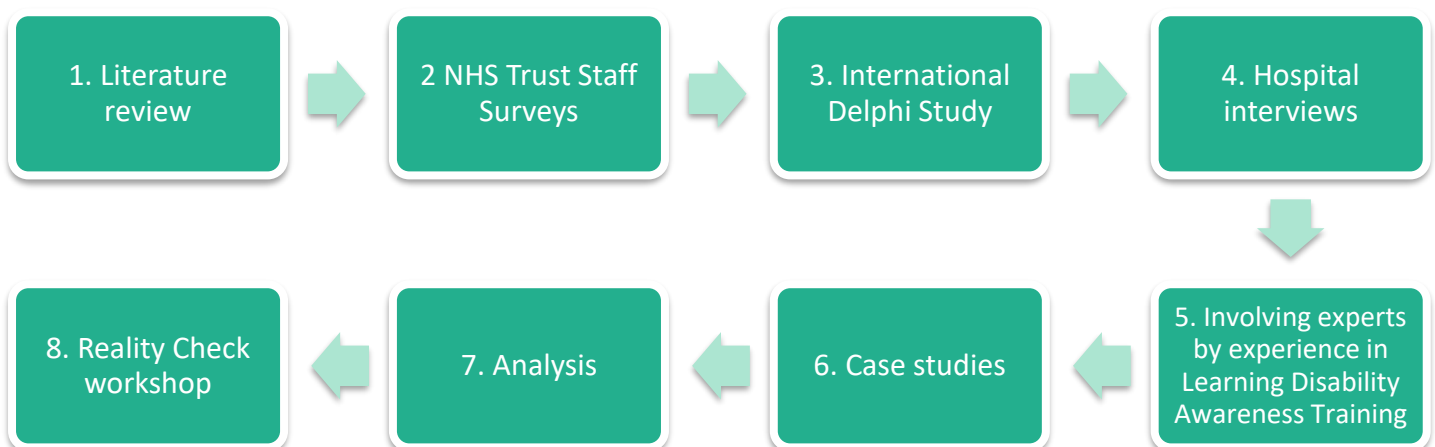 1. Literature
review
2 NHS Trust Staff
Surveys
3. International
Delphi Study
4. Hospital
interviews
5. Involving experts
by experience in
Learning Disability
Awareness Training
6. Case studies
7. Analysis
8. Reality Check
workshop